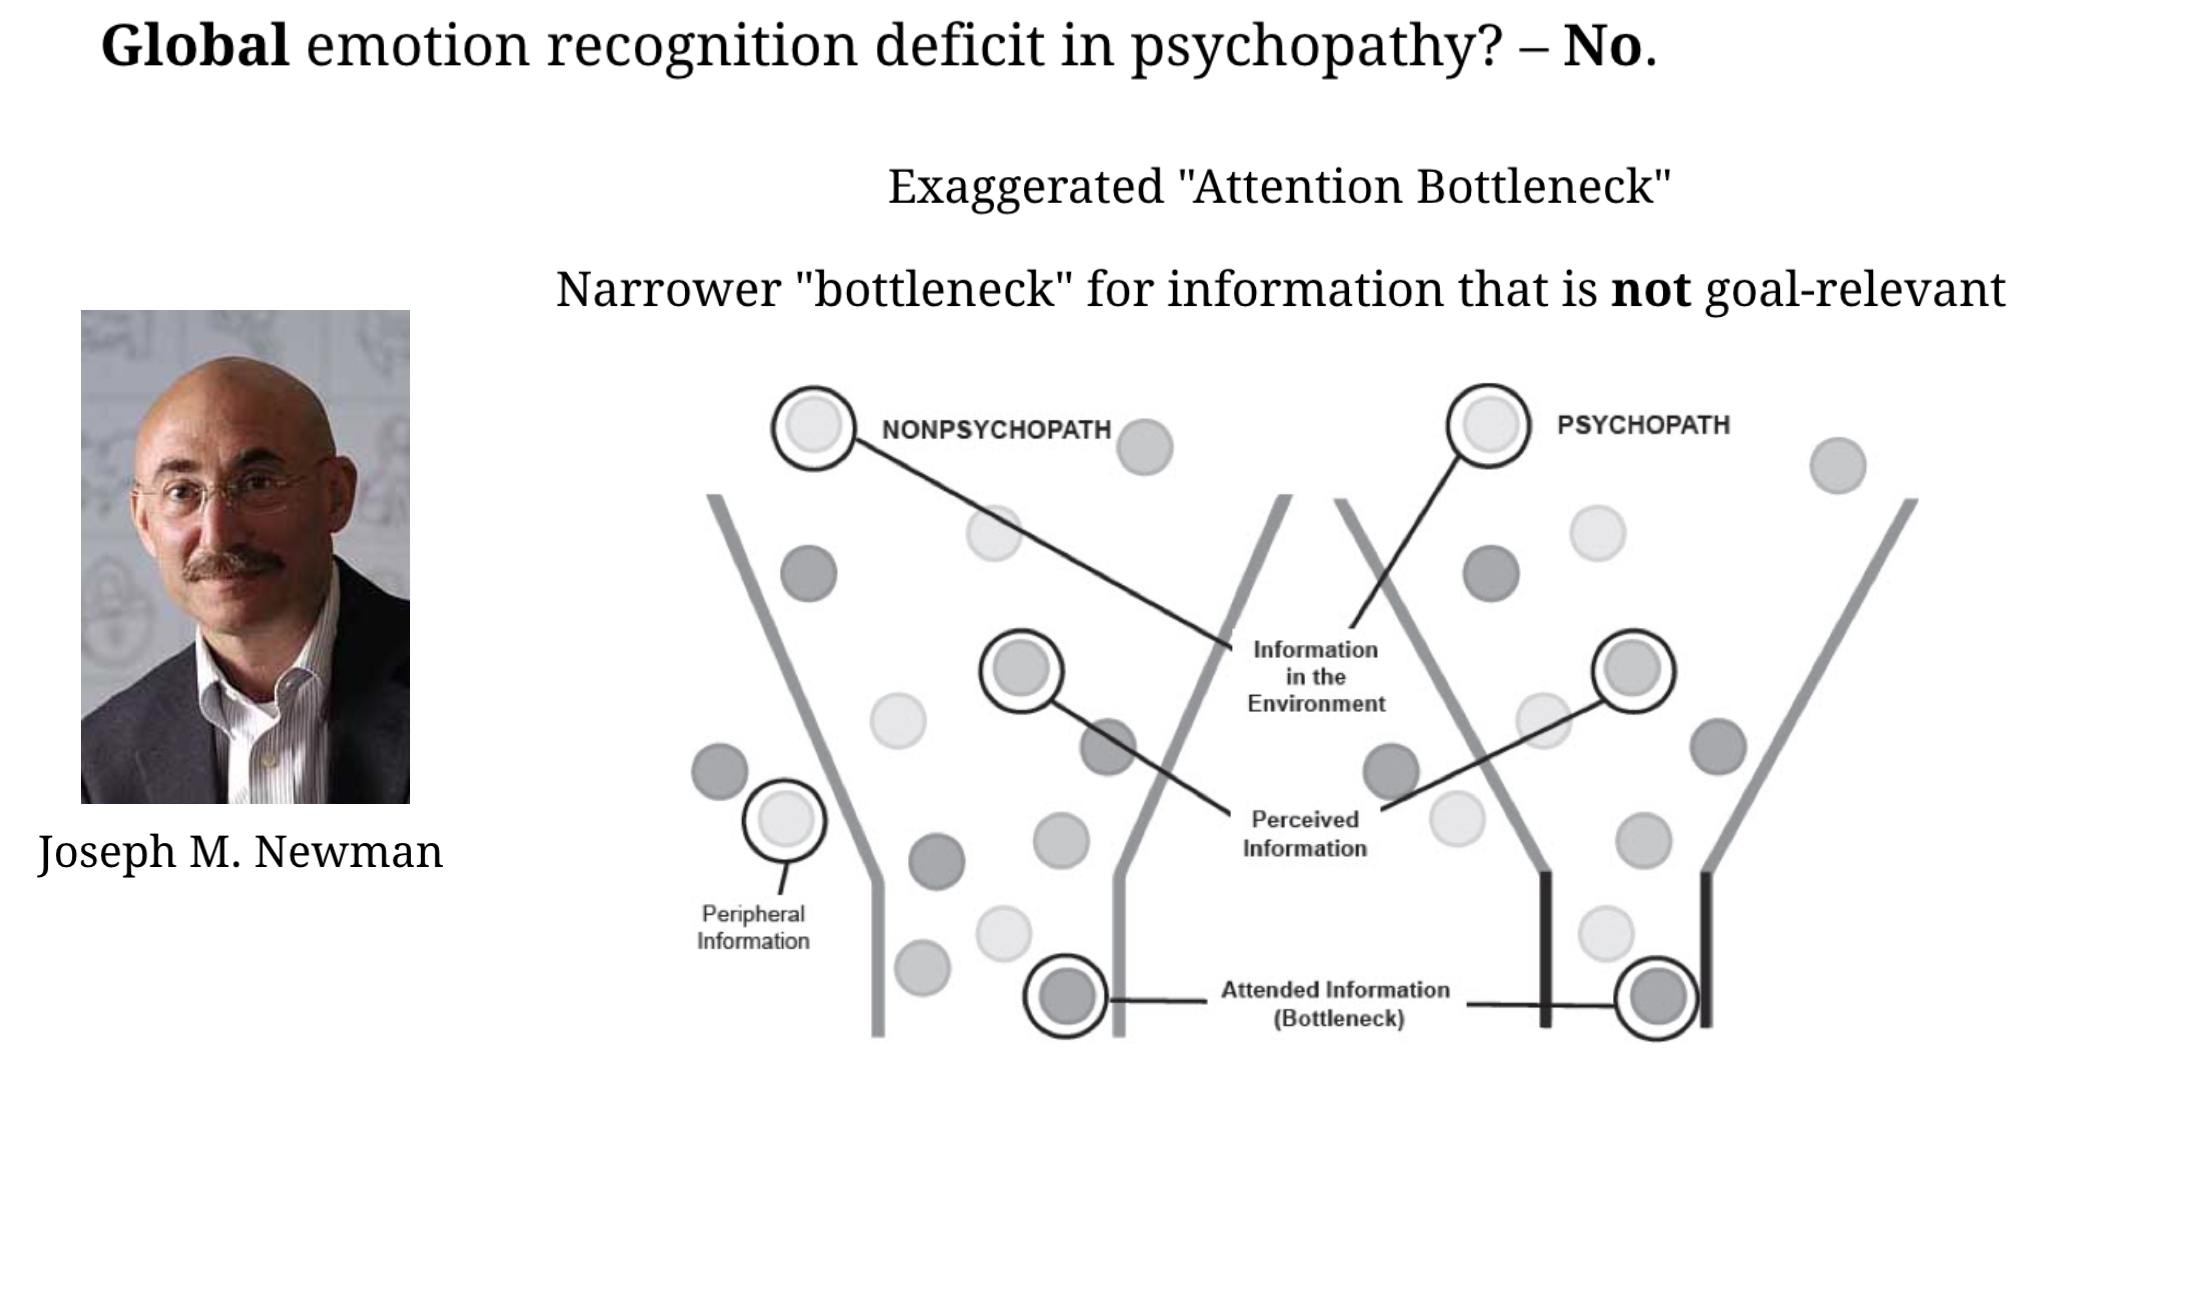 Global emotion recognition deficit in psychopathy? – No.
Exaggerated "Attention Bottleneck"
Narrower "bottleneck" for information that is not goal-relevant
Joseph M. Newman
NONPSYCHOPATH
PSYCHOPATH
Information
in the
Environment
Perceived
Information
Peripheral
Information
Attended Information
(Bottleneck)